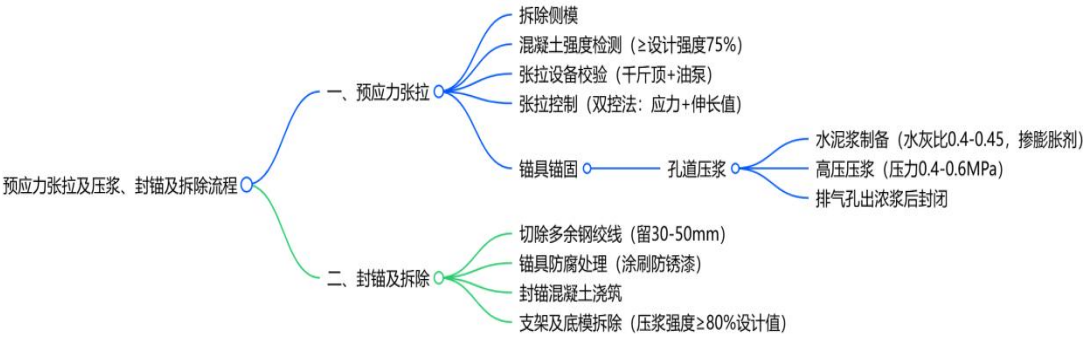 预应力张拉及压浆、封锚及拆除流程
一、预应力张拉
拆除侧模
混凝土强度检测（≥设计强度75%）
张拉设备校验（千斤顶+油泵）
张拉控制（双控法：应力+伸长值）
锚具锚固
孔道压浆
水泥浆制备（水灰比0.4-0.45，掺膨胀剂）
高压压浆（压力0.4-0.6MPa）
排气孔出浓浆后封闭
二、封锚及拆除
切除多余钢绞线（留30-50mm）
锚具防腐处理（涂刷防锈漆）
封锚混凝土浇筑
支架及底模拆除（压浆强度≥80%设计值）